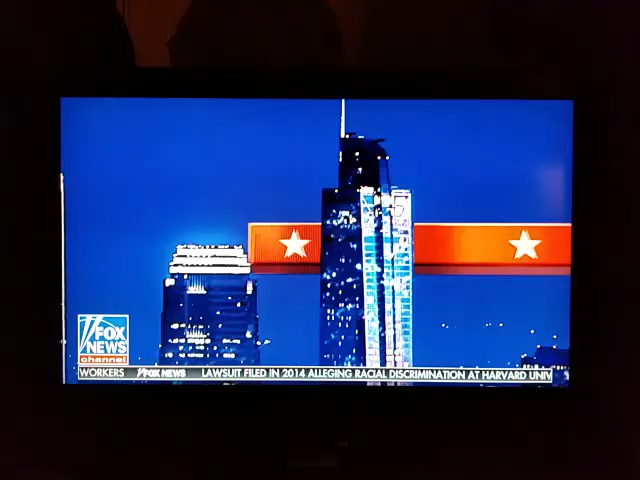 FOX
NEWS
channel
WORKERS FOX NEWS LAWSUIT FILED IN 2014 ALLEGING RACIAL DISCRIMINATION AT HARVARD UNIV